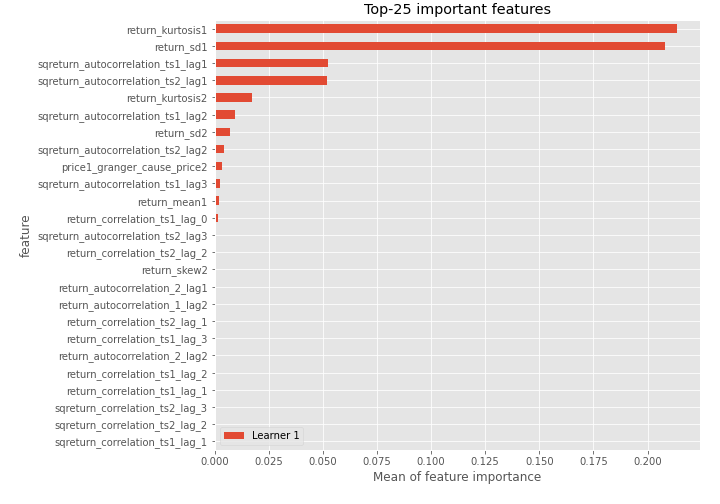 Top-25 important features
return_kurtosis1
return_sd1
sqreturn_autocorrelation_ts1_lag1
sqreturn_autocorrelation_ts2_lag1
return_kurtosis2
sqreturn_autocorrelation_ts1_lag2
return_sd2
sqreturn_autocorrelation_ts2_lag2
price1_granger_cause_price2
sqreturn_autocorrelation_ts1_lag3
return_mean1
return_correlation_ts1_lag_0
sqreturn_autocorrelation_ts2_lag3
return_correlation_ts2_lag_2
return_skew2
return_autocorrelation_2_lag1
return_autocorrelation_1_lag2
return_correlation_ts2_lag_1
return_correlation_ts1_lag_3
return_autocorrelation_2_lag2
return_correlation_ts1_lag_2
return_correlation_ts1_lag_1
sqreturn_correlation_ts2_lag_3
sqreturn_correlation_ts2_lag_2
sqreturn_correlation_ts1_lag_1
feature
Learner 1
0.000 0.025 0.050 0.075 0.100 0.125 0.150 0.175 0.200
Mean of feature importance